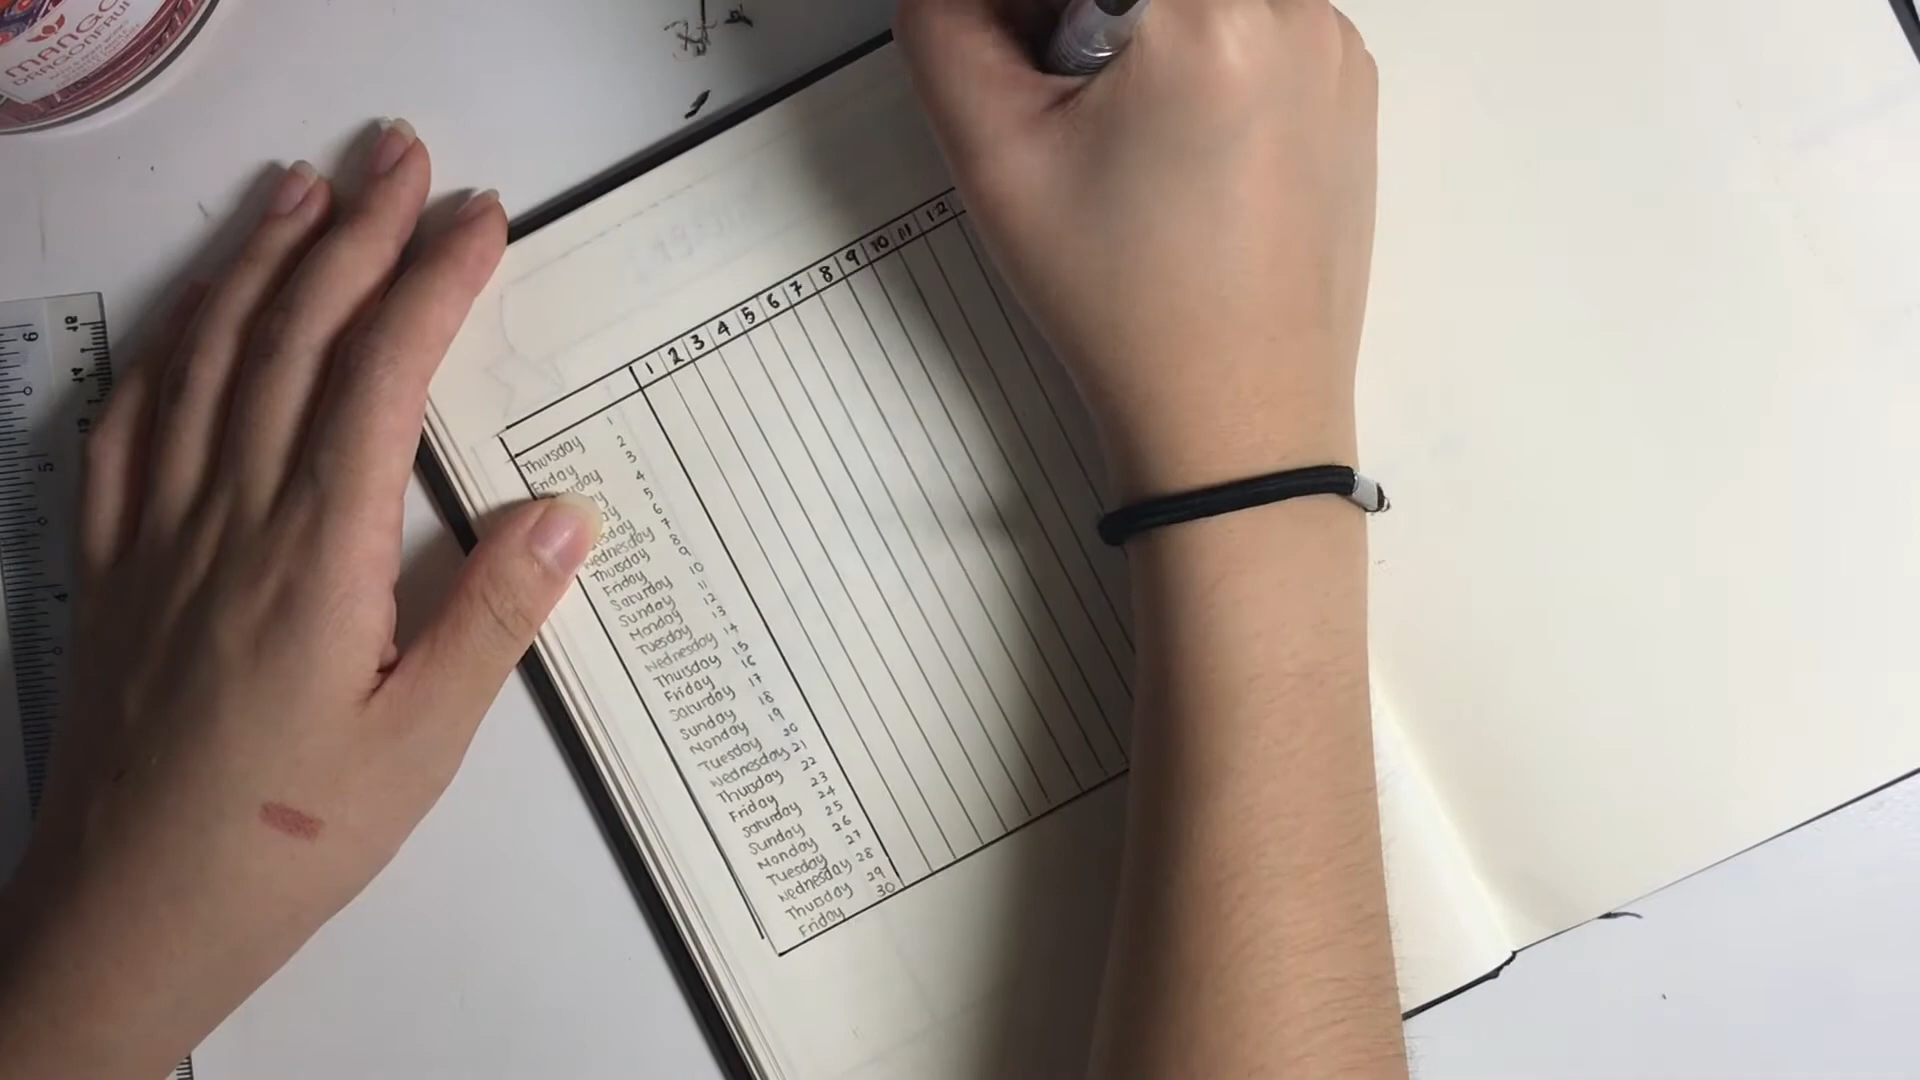 MANGO
DRAGONFRUIT
1 2 3 4 5 6 7 8 9 10 11 12
Thursday 1
Friday 2
3
4
5
6
Wednesday 7
Thursday 8
Friday 9
Saturday 10
Sunday 11
Monday 12
Tuesday 13
Wednesday 14
Thursday 15
Friday 16
Saturday 17
Sunday 18
Monday 19
Tuesday 20
Wednesday 21
Thursday 22
Friday 23
Saturday 24
Sunday 25
Monday 26
Tuesday 27
Wednesday 28
Thursday 29
Friday 30
6
5
4